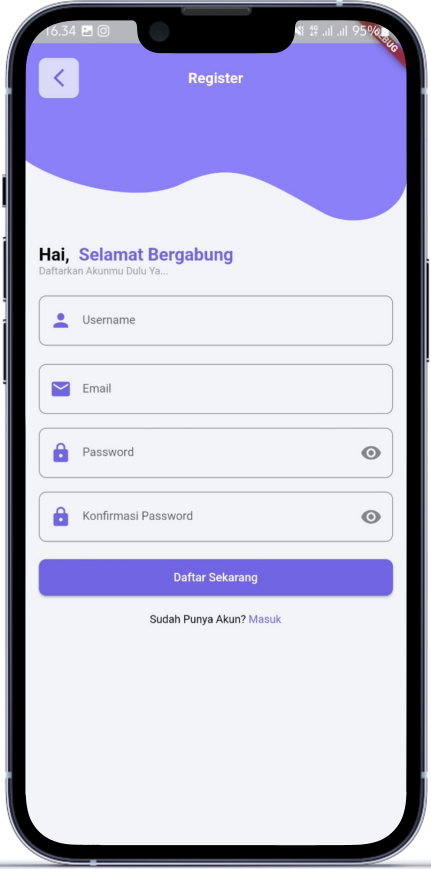 16.34
95%
Register
Hai, Selamat Bergabung
Daftarkan Akunmu Dulu Ya...
Username
Email
Password
Konfirmasi Password
Daftar Sekarang
Sudah Punya Akun? Masuk